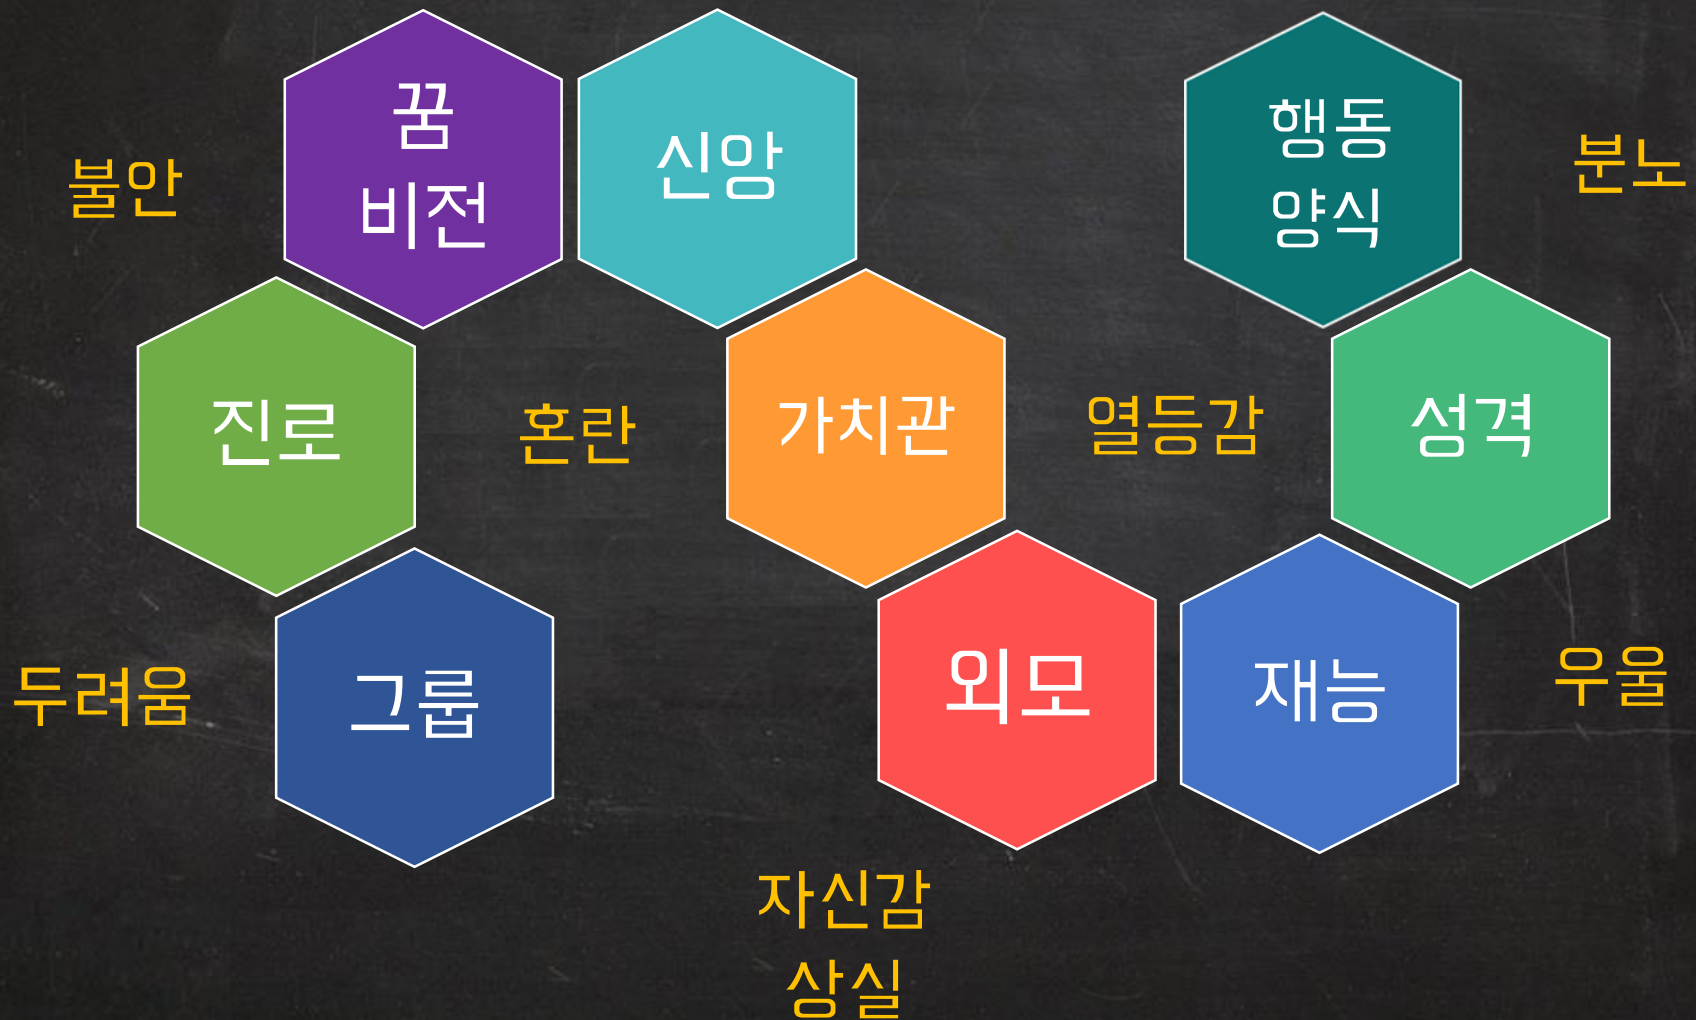 꿈
비전
신앙
행동
양식
불안
분노
진로
혼란
가치관
열등감
성격
두려움
그룹
외모
재능
우울
자신감
상실